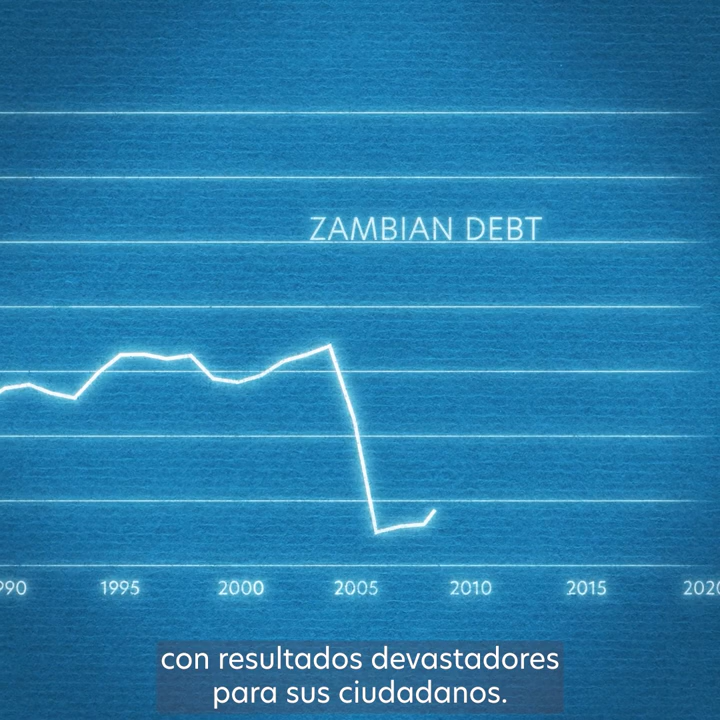 ZAMBIAN DEBT
990 1995 2000 2005 2010 2015 2020
con resultados devastadores
para sus ciudadanos.